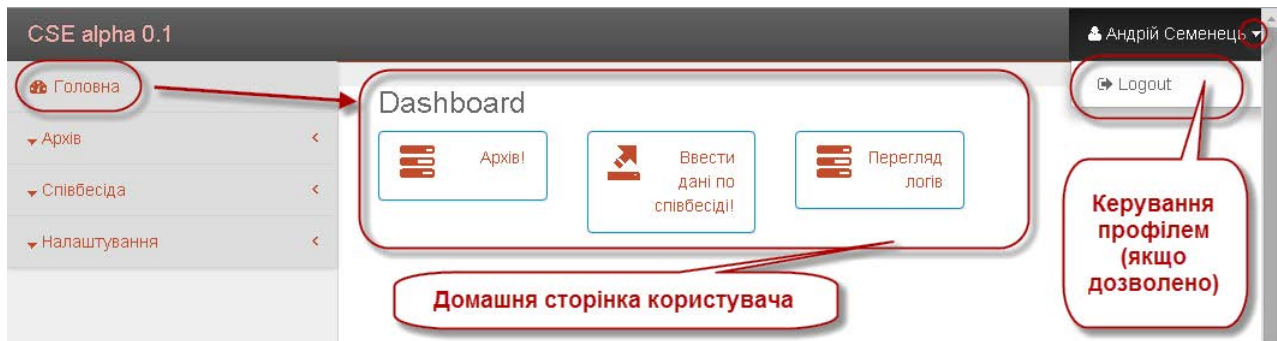 CSE alpha 0.1
Андрій Семенець
Головна
Архів
Співбесіда
Налаштування
Dashboard
Архів!
Ввести
дані по
співбесіді!
Перегляд
логів
Logout
Домашня сторінка користувача
Керування
профілем
(якщо
дозволено)